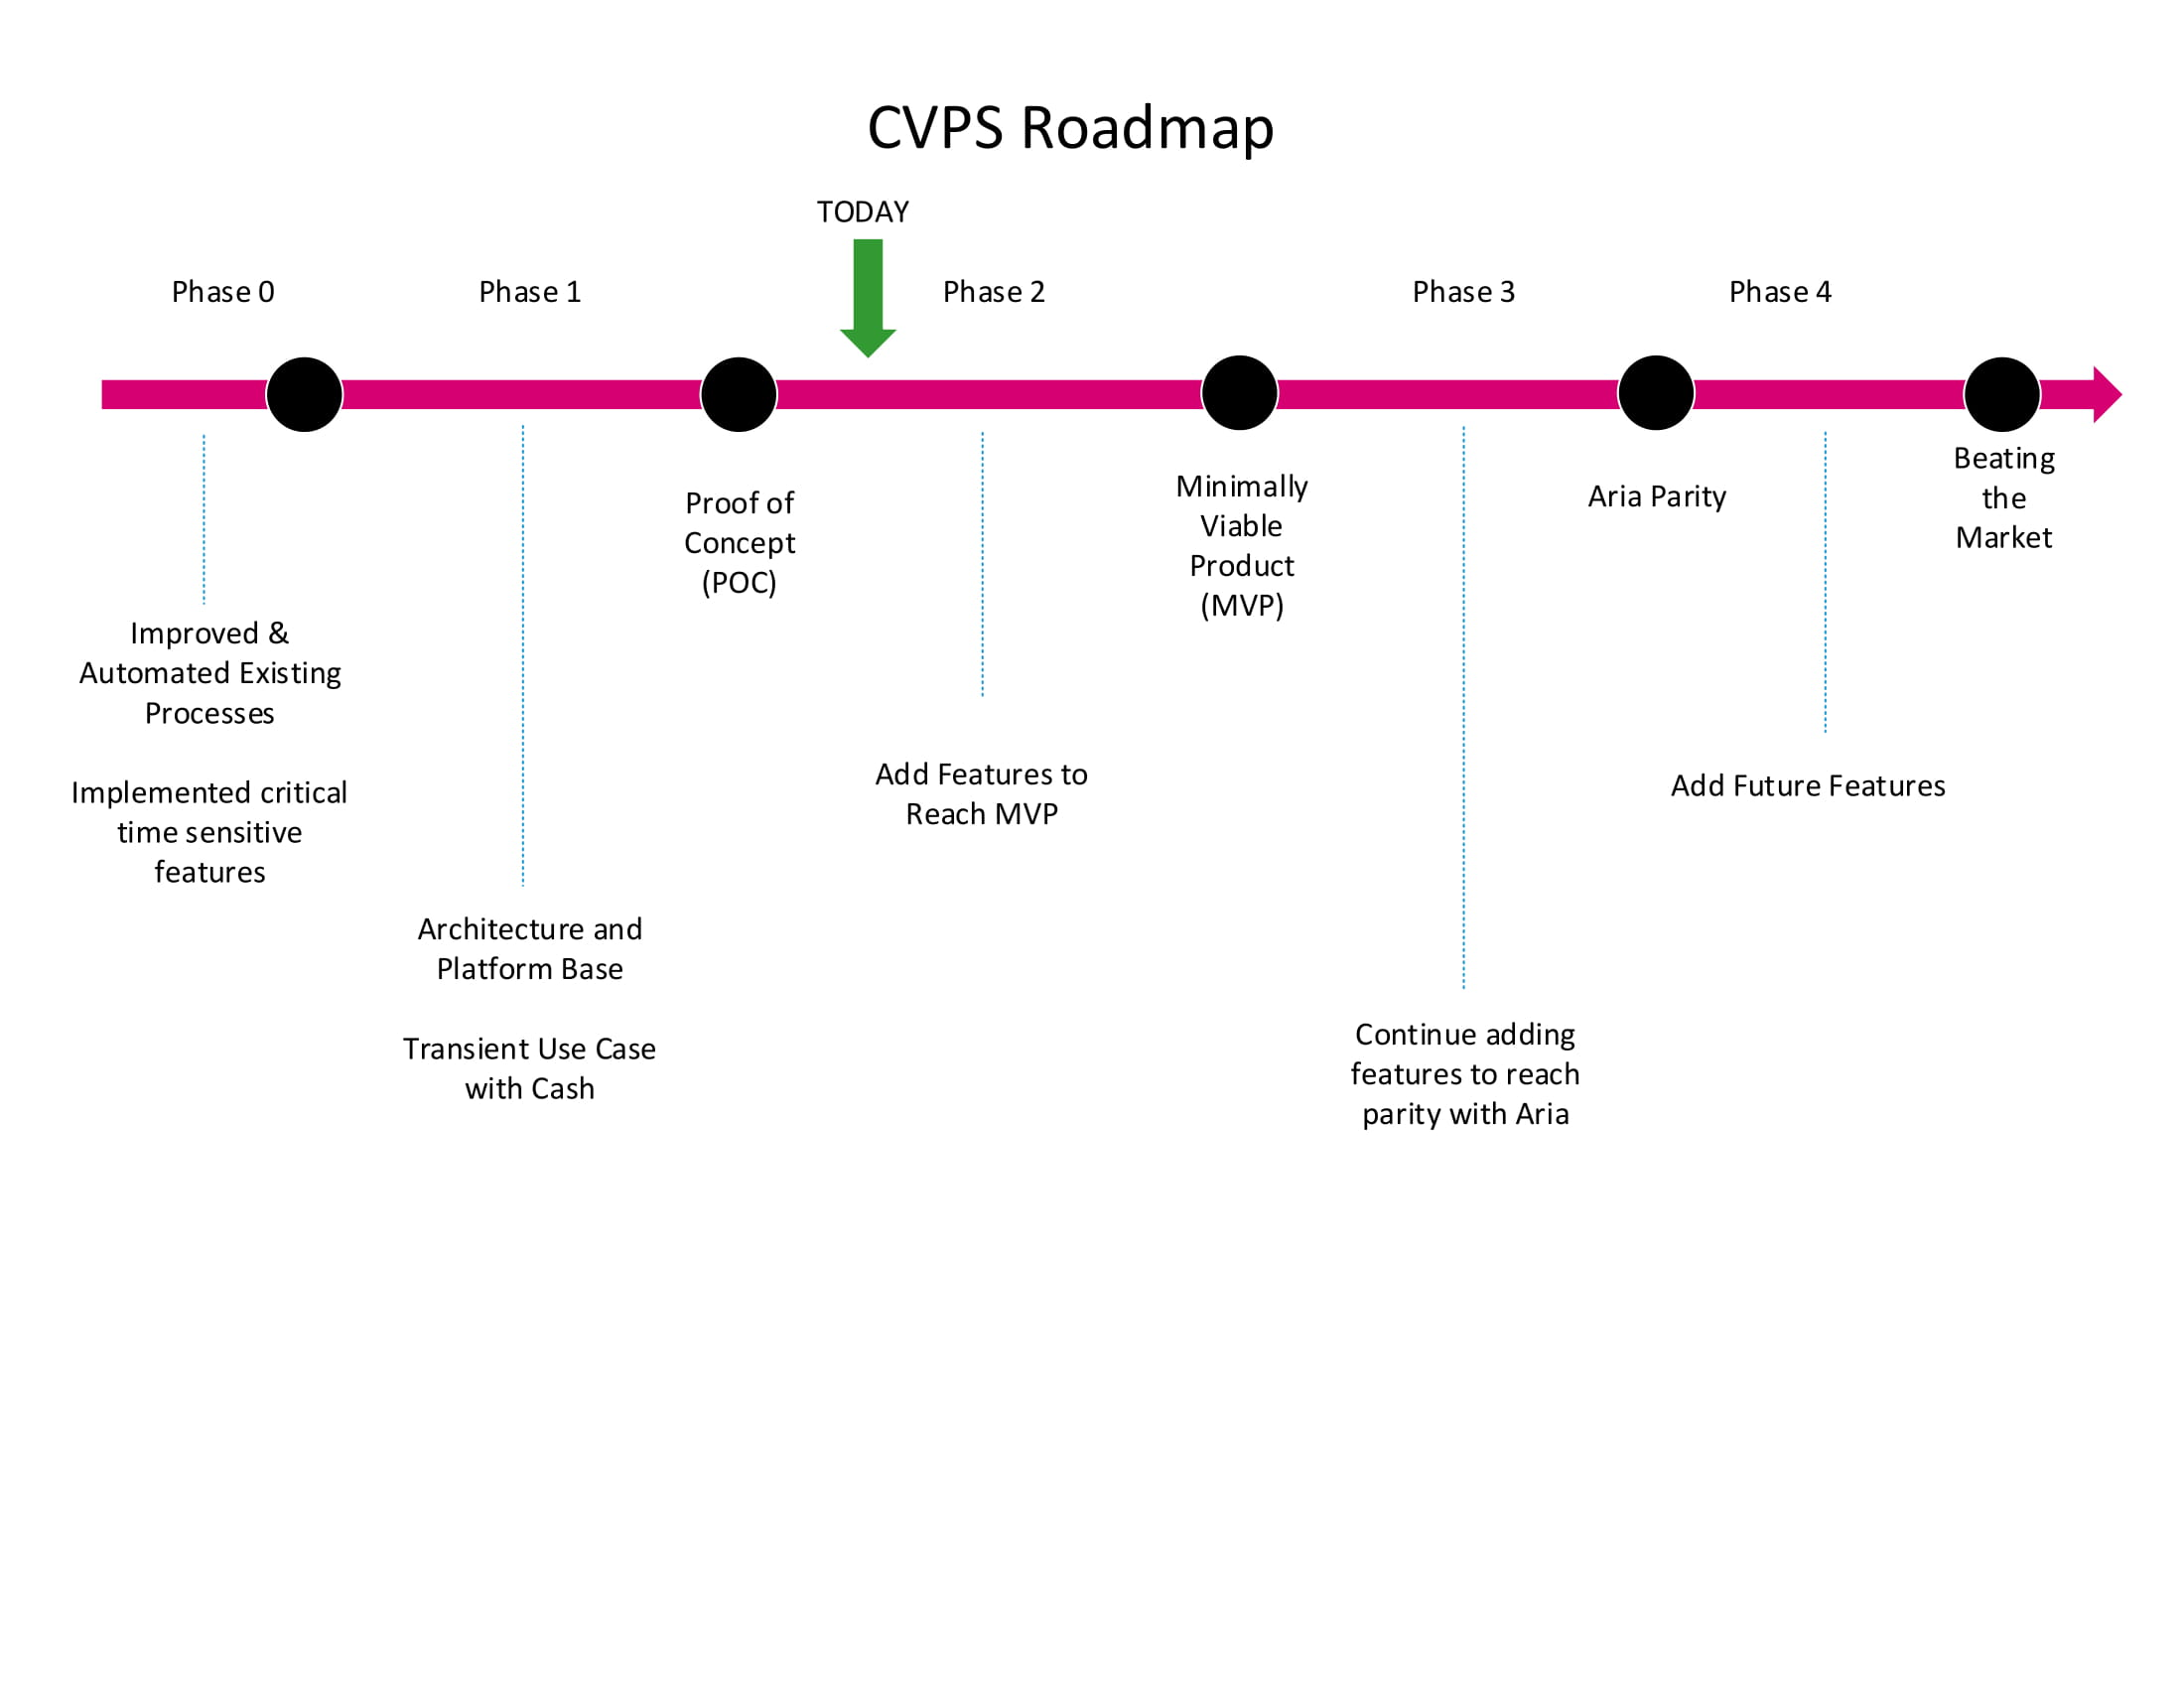 CVPS Roadmap
TODAY
Phase 0
Phase 1
Phase 2
Phase 3
Phase 4
Proof of
Concept
(POC)
Minimally
Viable
Product
(MVP)
Aria Parity
Beating
the
Market
Improved &
Automated Existing
Processes
Implemented critical
time sensitive
features
Architecture and
Platform Base
Transient Use Case
with Cash
Add Features to
Reach MVP
Continue adding
features to reach
parity with Aria
Add Future Features